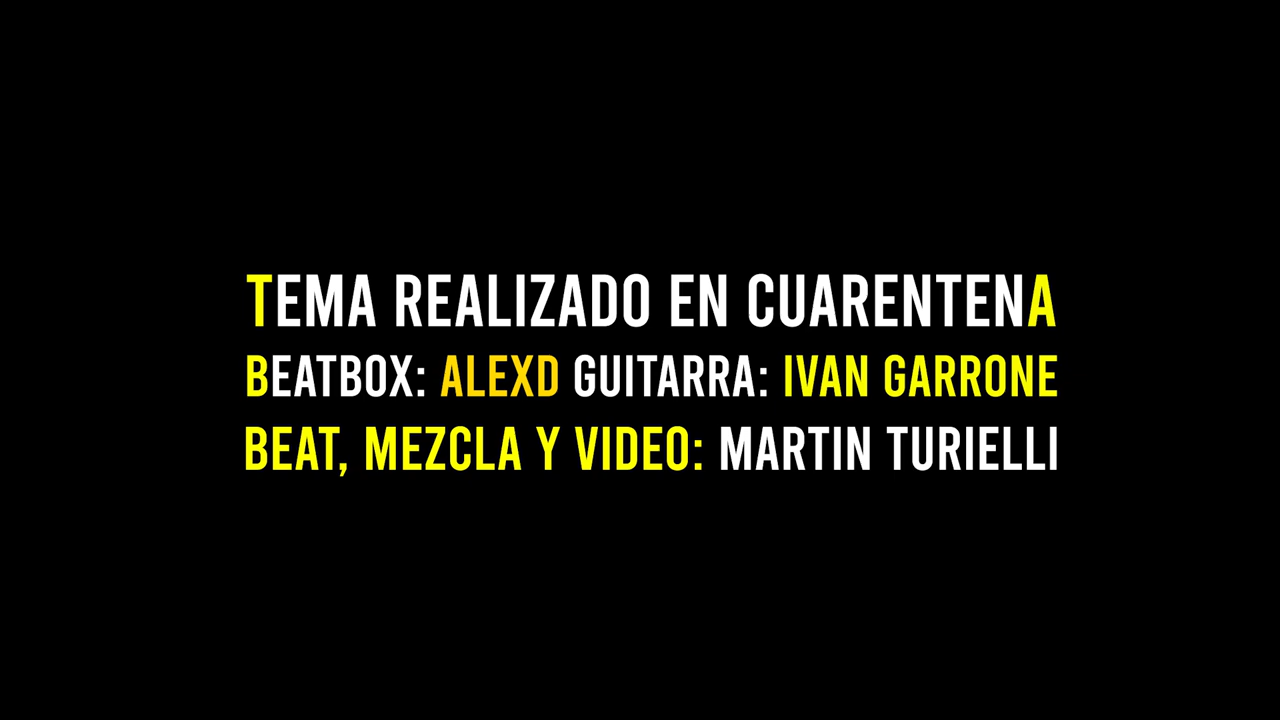 TEMA REALIZADO EN CUARENTENA
BEATBOX: ALEXD GUITARRA: IVAN GARRONE
BEAT, MEZCLA Y VIDEO: MARTIN TURIELLI